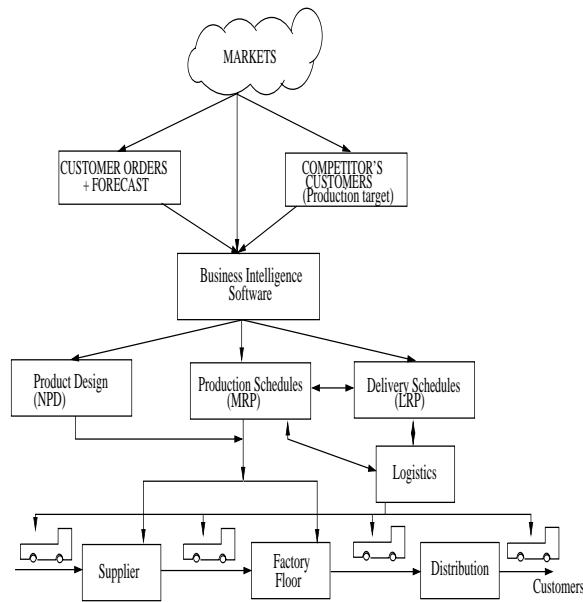 MARKETS
CUSTOMER ORDERS
+ FORECAST
COMPETITOR'S
CUSTOMERS
(Production target)
Business Intelligence
Software
Product Design
(NPD)
Production Schedules
(MRP)
Delivery Schedules
(LRP)
Logistics
Supplier
Factory
Floor
Distribution
Customers